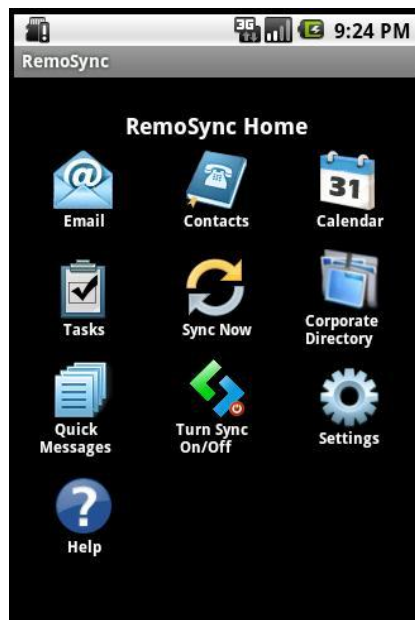 3G 9:24 PM
RemoSync
RemoSync Home
@
31
Email Contacts Calendar
Tasks Sync Now Corporate
Directory
Quick
Messages
Turn Sync
On/Off
Settings
?
Help